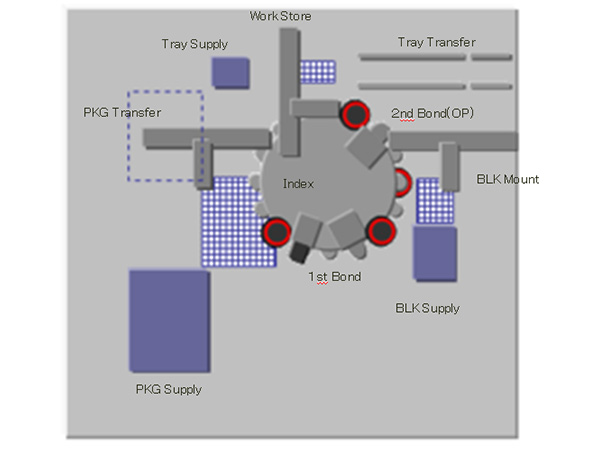 Work Store
Tray Supply
Tray Transfer
PKG Transfer
2nd Bond(OP)
Index
BLK Mount
1st Bond
BLK Supply
PKG Supply